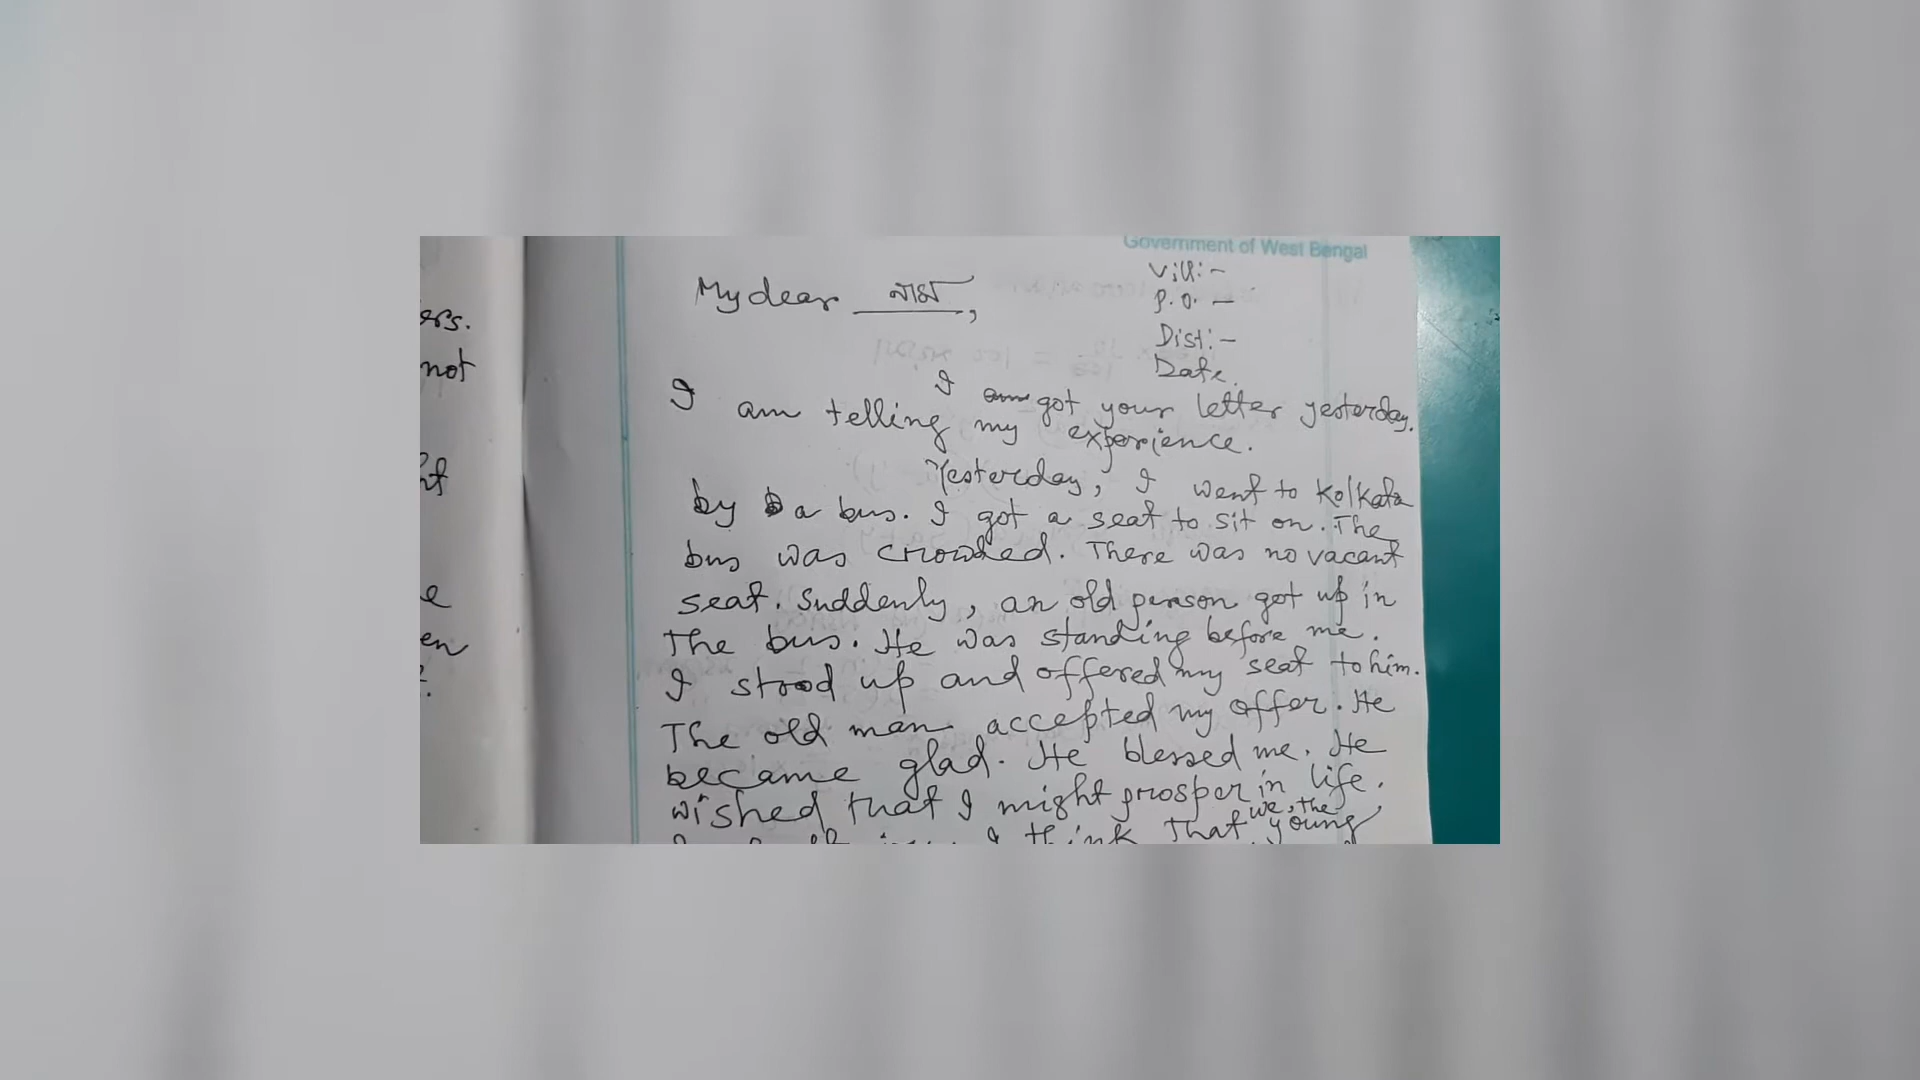 Government of West Bengal
Vill:-
My dear নাম,
P.O. —
Dist:-
Date.
I got your letter yesterday.
I am telling my experience.
Yesterday, I went to Kolkata
by a bus. I got a seat to sit on. The
bus was crowded. There was no vacant
seat. Suddenly, an old person got up in
the bus. He was standing before me.
I stood up and offered my seat to him.
The old man accepted my offer. He
became glad. He blessed me. He
wished that I might prosper in life.
I think that we, the young
ers.
not
ht
e
en